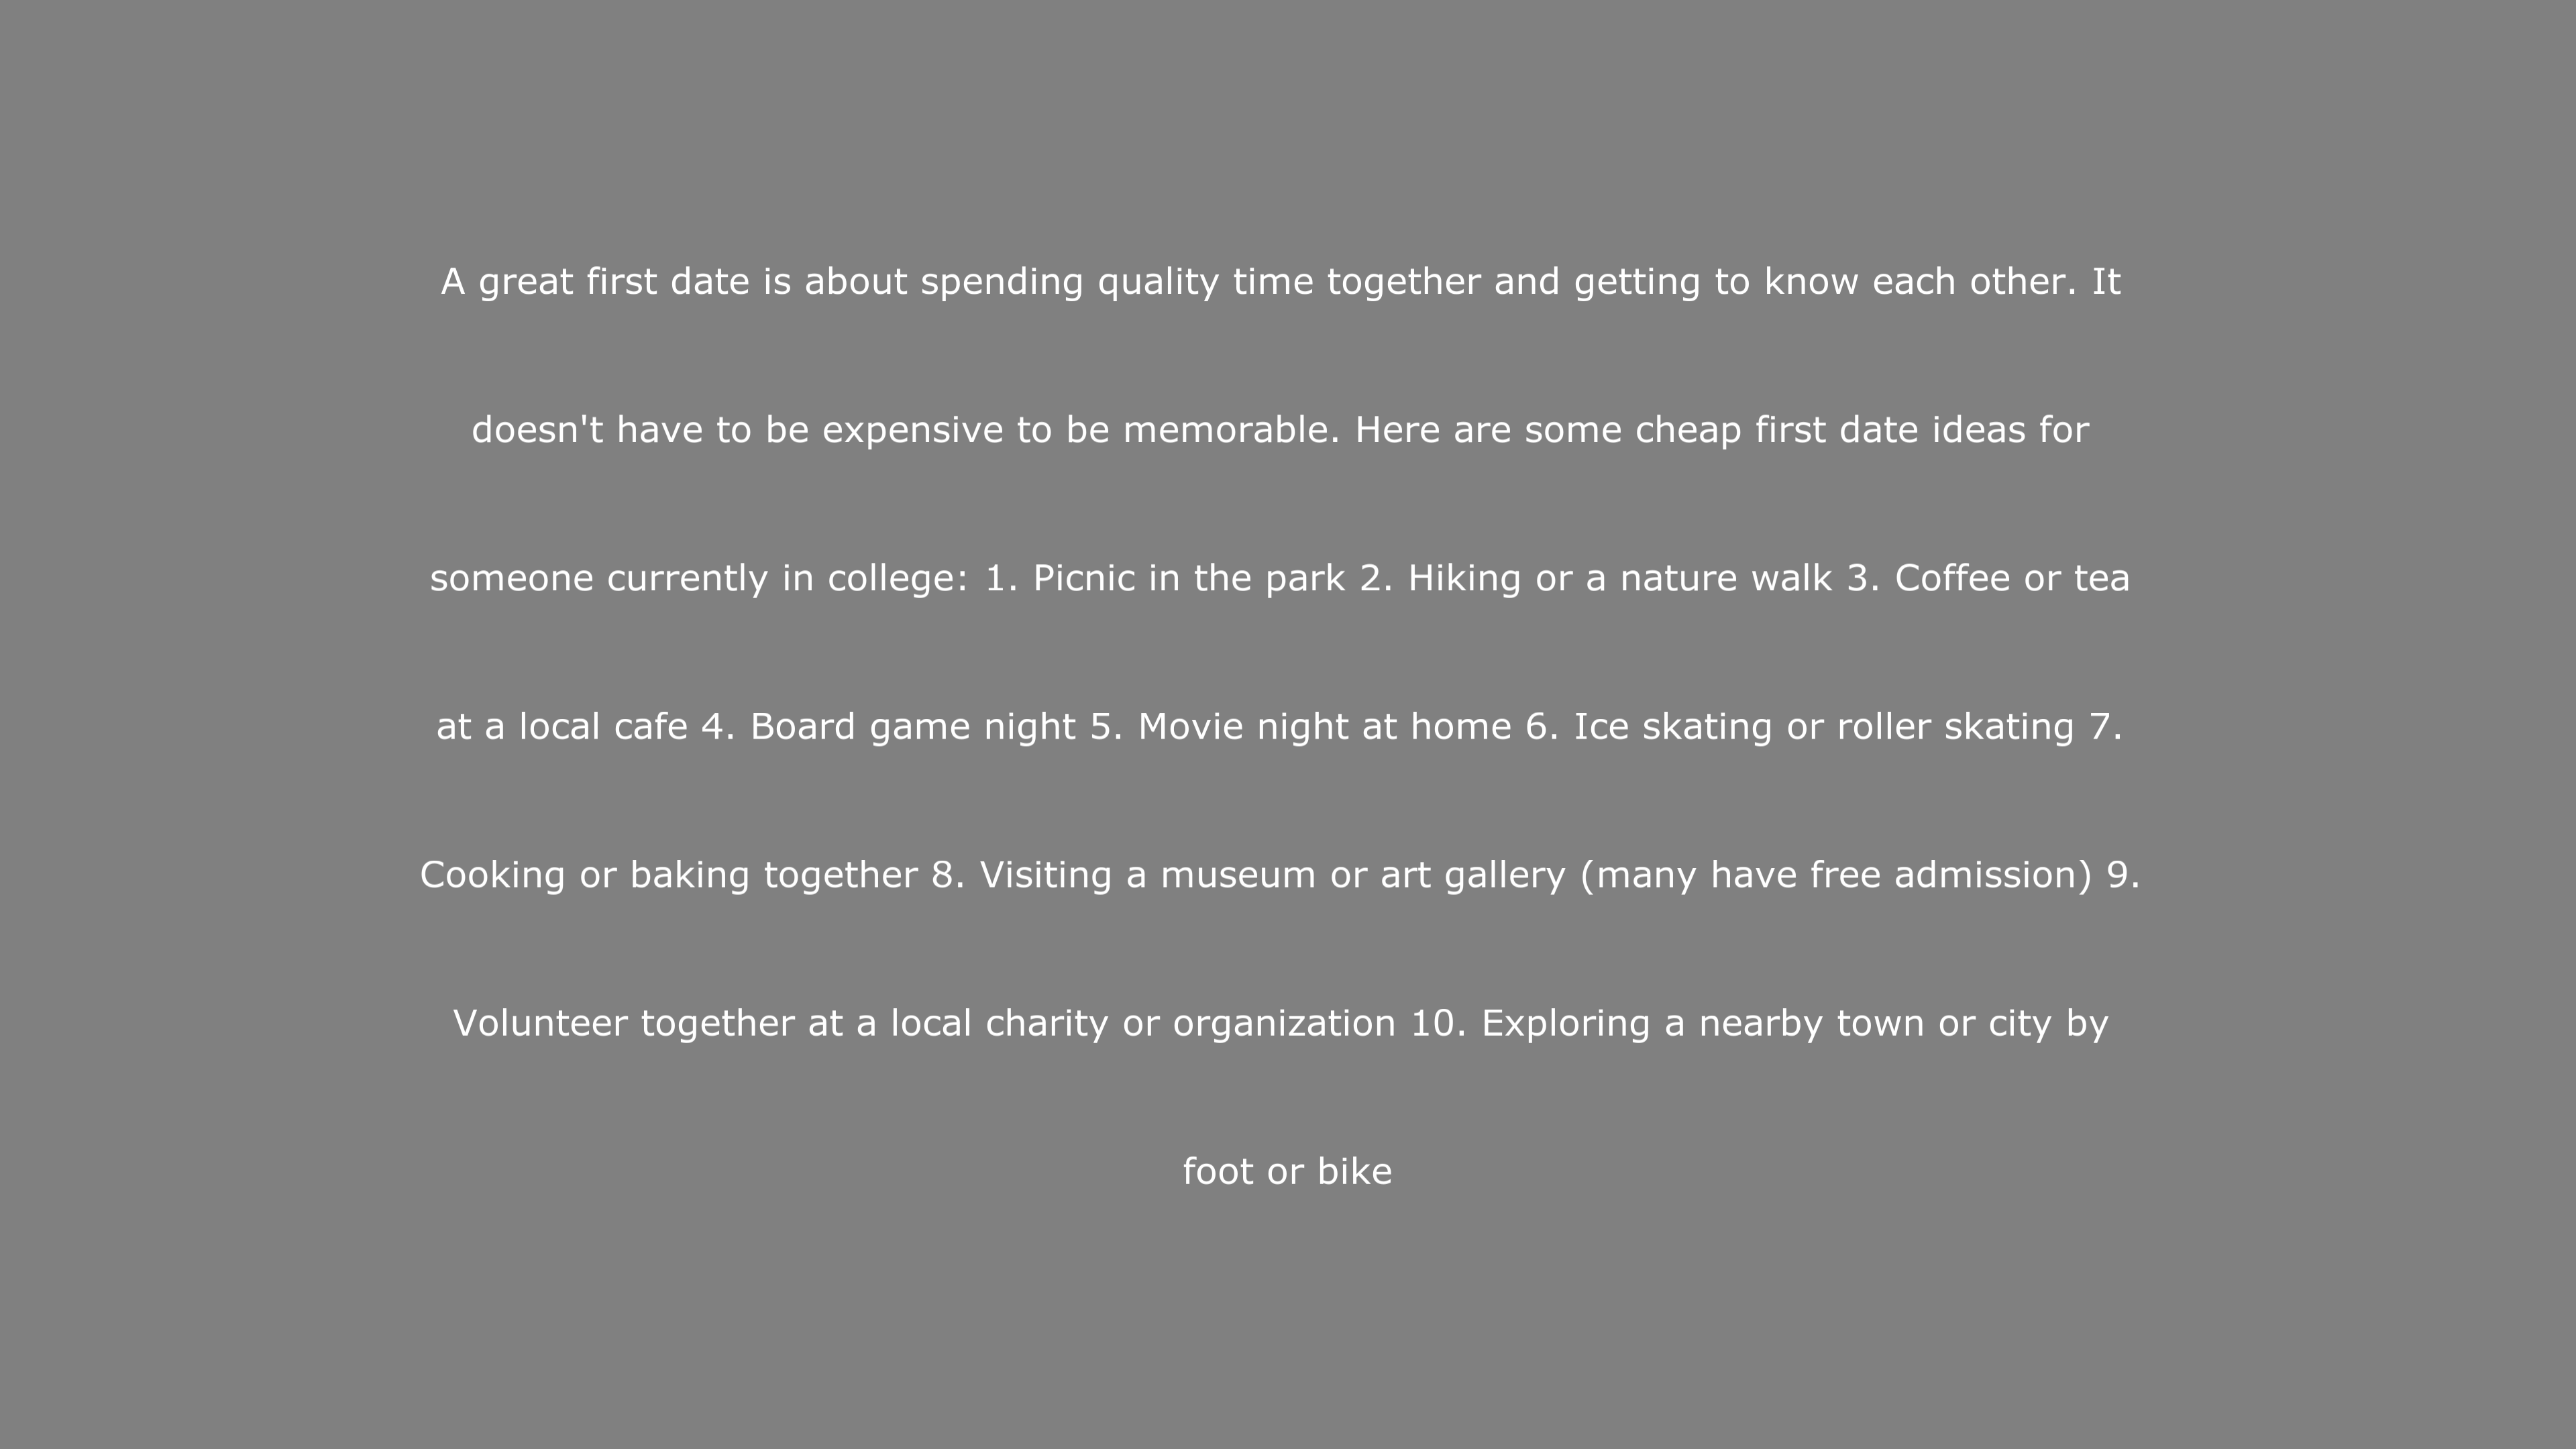 A great first date is about spending quality time together and getting to know each other. It
doesn't have to be expensive to be memorable. Here are some cheap first date ideas for
someone currently in college: 1. Picnic in the park 2. Hiking or a nature walk 3. Coffee or tea
at a local cafe 4. Board game night 5. Movie night at home 6. Ice skating or roller skating 7.
Cooking or baking together 8. Visiting a museum or art gallery (many have free admission) 9.
Volunteer together at a local charity or organization 10. Exploring a nearby town or city by
foot or bike